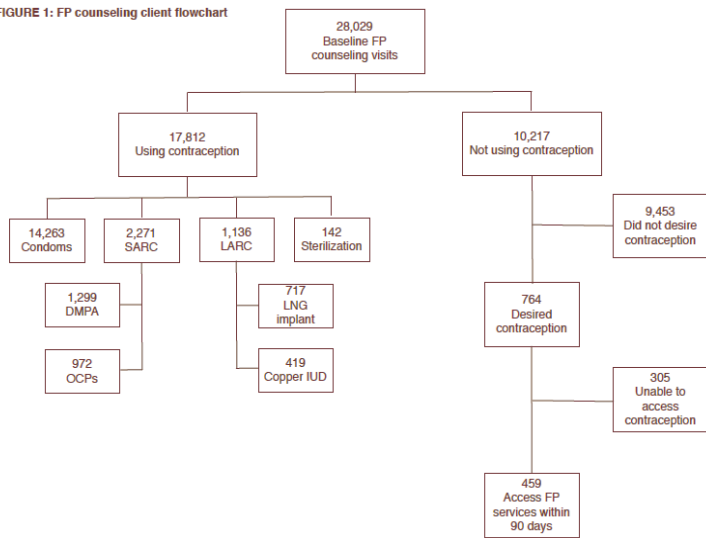 FIGURE 1: FP counseling client flowchart
28,029
Baseline FP
counseling visits
17,812
Using contraception
10,217
Not using contraception
14,263
Condoms
2,271
SARC
1,136
LARC
142
Sterilization
9,453
Did not desire
contraception
1,299
DMPA
717
LNG
implant
764
Desired
contraception
972
OCPs
419
Copper IUD
305
Unable to
access
contraception
459
Access FP
services within
90 days